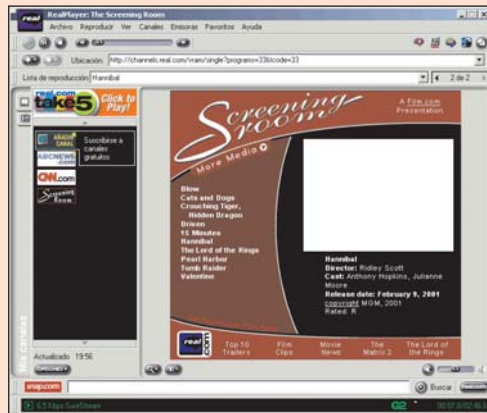 real
RealPlayer: The Screening Room
Archivo Reproducir Ver Canales Emisoras Favoritos Ayuda
Ubicación: http://channels.real.com/vram/single?programs=33&tcode=33
Lista de reproducción: Hannibal
2 de 2
real.com
take5
Click to
Play!
AÑADIR
CANAL
Suscribirse a
canales
gratuitos
ABCNEWS.com
CNN.com
Screening
Room
Mis canales
Actualizado 19:56
Screening
room
More Media
A Film.com
Presentation
Blow
Cats and Dogs
Crouching Tiger,
Hidden Dragon
Driven
15 Minutes
Hannibal
The Lord of the Rings
Pearl Harbor
Tomb Raider
Valentine
Hannibal
Director: Ridley Scott
Cast: Anthony Hopkins, Julianne
Moore
Release date: February 9, 2001
copyright MGM, 2001
Rated: R
real
.com
Top 10
Trailers
Film
Clips
Movie
News
The
Matrix 2
The Lord of
the Rings
snap.com
Buscar
G2